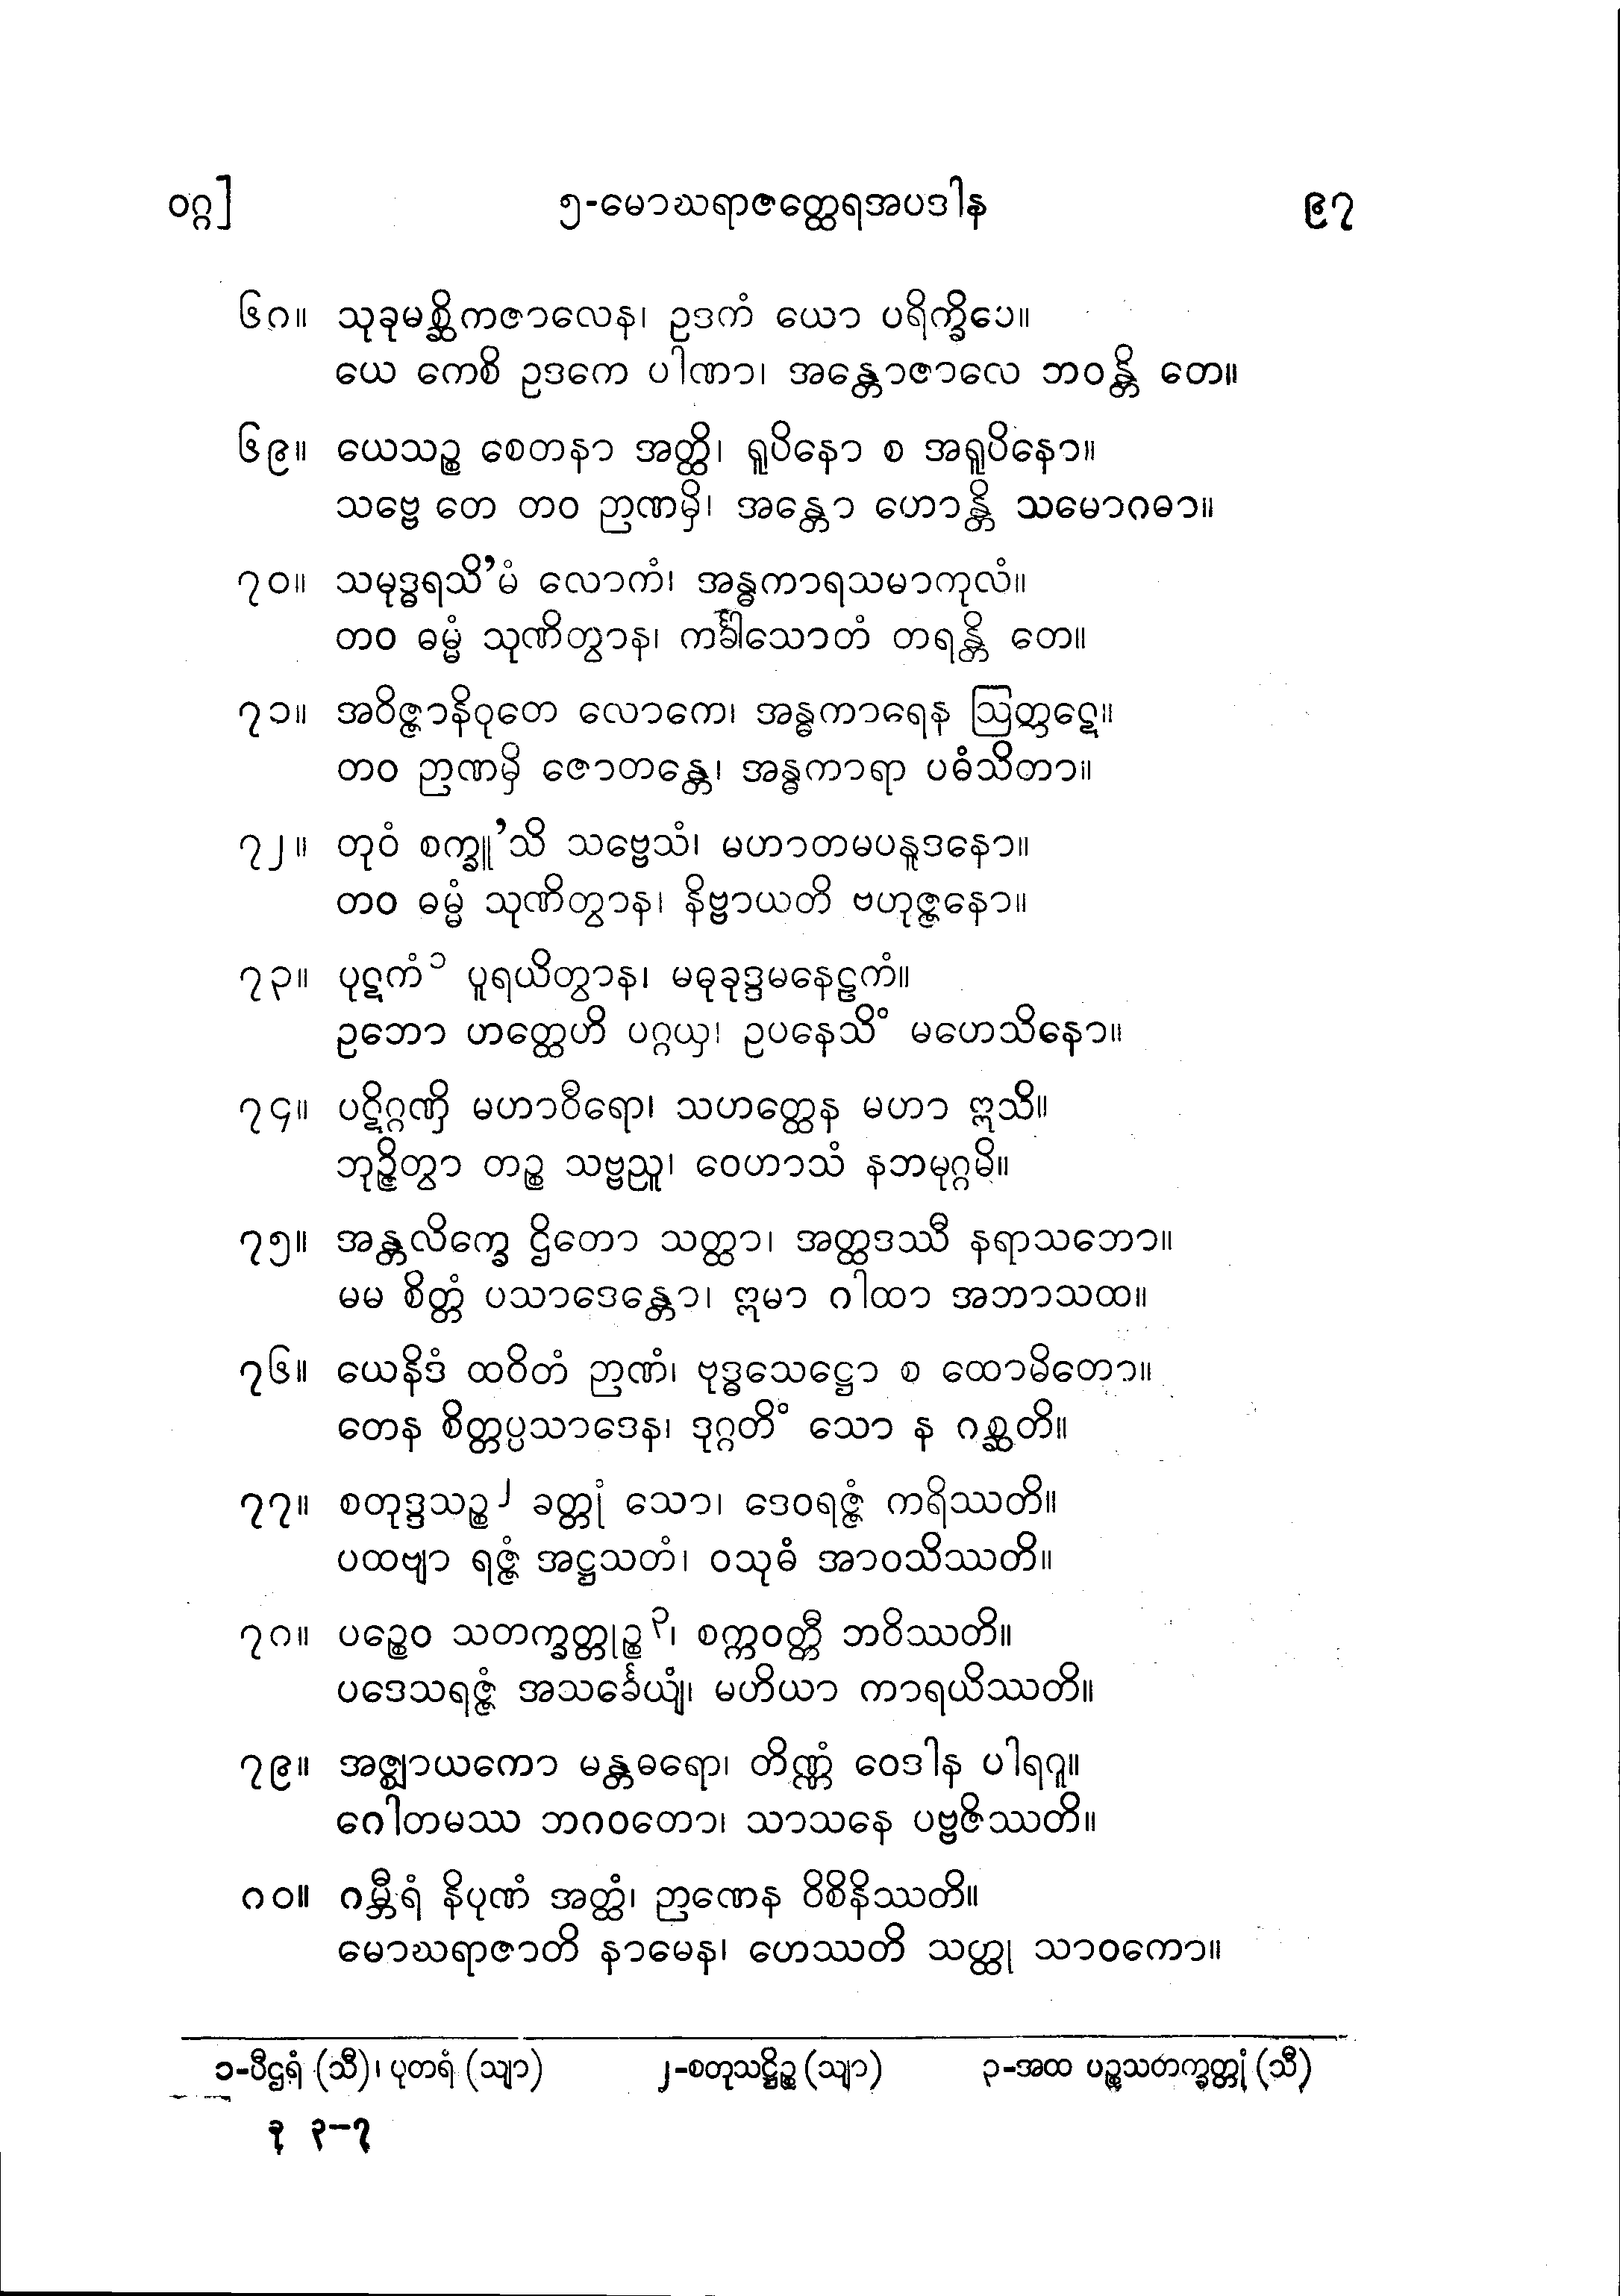 ဝဂ္ဂ] ၅-မောဃရာဇတ္ထေရအပဒါန ၉၇
၆၈။ သုခုမစ္ဆိကဇာလေန၊ ဥဒကံ ယော ပရိက္ခိပေ။
ယေ ကေစိ ဥဒကေ ပါဏာ၊ အန္တောဇာလေ ဘဝန္တိ တေ။
၆၉။ ယေသဉ္စ စေတနာ အတ္ထိ၊ ရူပိနော စ အရူပိနော။
သဗ္ဗေ တေ တဝ ဉာဏမှိ၊ အန္တော ဟောန္တိ သမောဂဓာ။
၇၀။ သမုဒ္ဓရသိ’မံ လောကံ၊ အန္ဓကာရသမာကုလံ။
တဝ ဓမ္မံ သုဏိတွာန၊ ကင်္ခါသောတံ တရန္တိ တေ။
၇၁။ အဝိဇ္ဇာနိဝုတေ လောကေ၊ အန္ဓကာရေန ဩတ္ထဋေ။
တဝ ဉာဏမှိ ဇောတန္တေ၊ အန္ဓကာရာ ပဓံသိတာ။
၇၂။ တုဝံ စက္ခူ’သိ သဗ္ဗေသံ၊ မဟာတမပနူဒနော။
တဝ ဓမ္မံ သုဏိတွာန၊ နိဗ္ဗာယတိ ဗဟုဇ္ဇနော။
၇၃။ ပုဋကံ၁ ပူရယိတွာန၊ မဓုခုဒ္ဒမနေဠကံ။
ဥဘော ဟတ္ထေဟိ ပဂ္ဂယှ၊ ဥပနေသိံ မဟေသိနော။
၇၄။ ပဋိဂ္ဂဏှိ မဟာဝီရော၊ သဟတ္ထေန မဟာ ဣသိ။
ဘုဉ္ဇိတွာ တဉ္စ သဗ္ဗညူ၊ ဝေဟာသံ နဘမုဂ္ဂမိ။
၇၅။ အန္တလိက္ခေ ဌိတော သတ္ထာ၊ အတ္ထဒဿီ နရာသဘော။
မမ စိတ္တံ ပသာဒေန္တော၊ ဣမာ ဂါထာ အဘာသထ။
၇၆။ ယေနိဒံ ထဝိတံ ဉာဏံ၊ ဗုဒ္ဓသေဋ္ဌော စ ထောမိတော။
တေန စိတ္တပ္ပသာဒေန၊ ဒုဂ္ဂတိံ သော န ဂစ္ဆတိ။
၇၇။ စတုဒ္ဒသဉ္စ၂ ခတ္တုံ သော၊ ဒေဝရဇ္ဇံ ကရိဿတိ။
ပထဗျာ ရဇ္ဇံ အဋ္ဌသတံ၊ ဝသုဓံ အာဝသိဿတိ။
၇၈။ ပဉ္စေဝ သတက္ခတ္တုဉ္စ၃၊ စက္ကဝတ္တီ ဘဝိဿတိ။
ပဒေသရဇ္ဇံ အသင်္ခေယျံ၊ မဟိယာ ကာရယိဿတိ။
၇၉။ အဇ္ဈာယကော မန္တဓရော၊ တိဏ္ဏံ ဝေဒါန ပါရဂူ။
ဂေါတမဿ ဘဂဝတော၊ သာသနေ ပဗ္ဗဇိဿတိ။
၈၀။ ဂမ္ဘီရံ နိပုဏံ အတ္ထံ၊ ဉာဏေန ဝိစိနိဿတိ။
မောဃရာဇာတိ နာမေန၊ ဟေဿတိ သတ္ထု သာဝကော။
၁-ပီဌရံ (သီ)၊ ပုတရံ (သျာ) ၂-စတုသဋ္ဌိဉ္စ (သျာ) ၃-အထ ပဉ္စသတက္ခတ္တုံ (သီ)
ခု ၃-၇